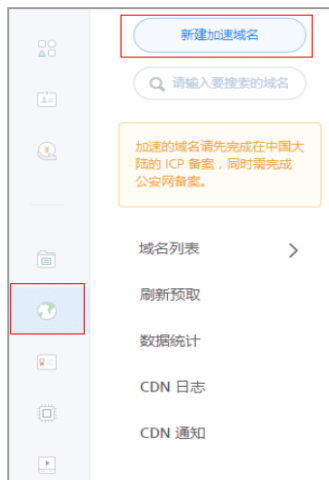 新建加速域名
请输入要搜索的域名
加速的域名请先完成在中国大
陆的 ICP 备案，同时需完成
公安网备案。
域名列表
刷新预取
数据统计
CDN 日志
CDN 通知